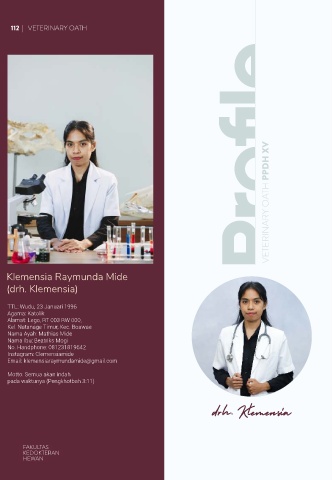 112 | VETERINARY OATH
Klemensia Raymunda Mide
(drh. Klemensia)
TTL: Wudu, 23 Januari 1996
Agama: Katolik
Alamat: Lego, RT 003 RW 000,
Kel. Natanage Timur, Kec. Boawae
Nama Ayah: Mathias Mide
Nama Ibu: Beatriks Mogi
No. Handphone: 081231819642
Instagram: Clemensiaimide
Email: klemensiaraymundamide@gmail.com
Motto: Semua akan indah
pada waktunya (Pengkhotbah 3:11)
FAKULTAS
KEDOKTERAN
HEWAN
Profile
VETERINARY OATH PPDH XV
drh. Klemensia